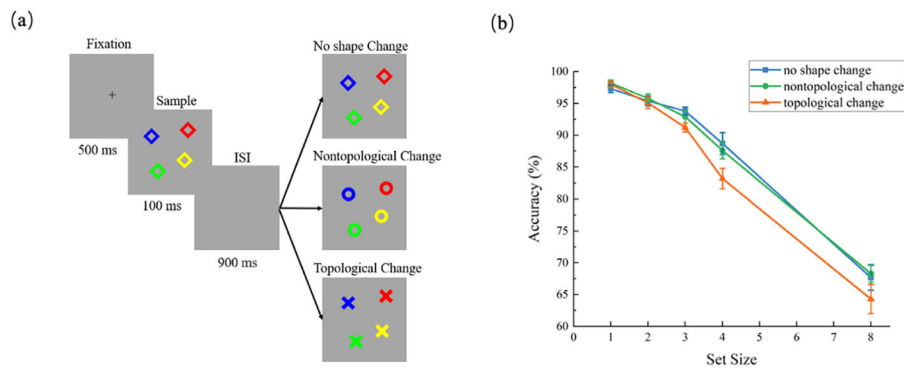 (a)
Fixation
500 ms
Sample
100 ms
ISI
900 ms
No shape Change
Nontopological Change
Topological Change
(b)
no shape change
nontopological change
topological change
Accuracy (%)
100
95
90
85
80
75
70
65
60
0 1 2 3 4 5 6 7 8
Set Size